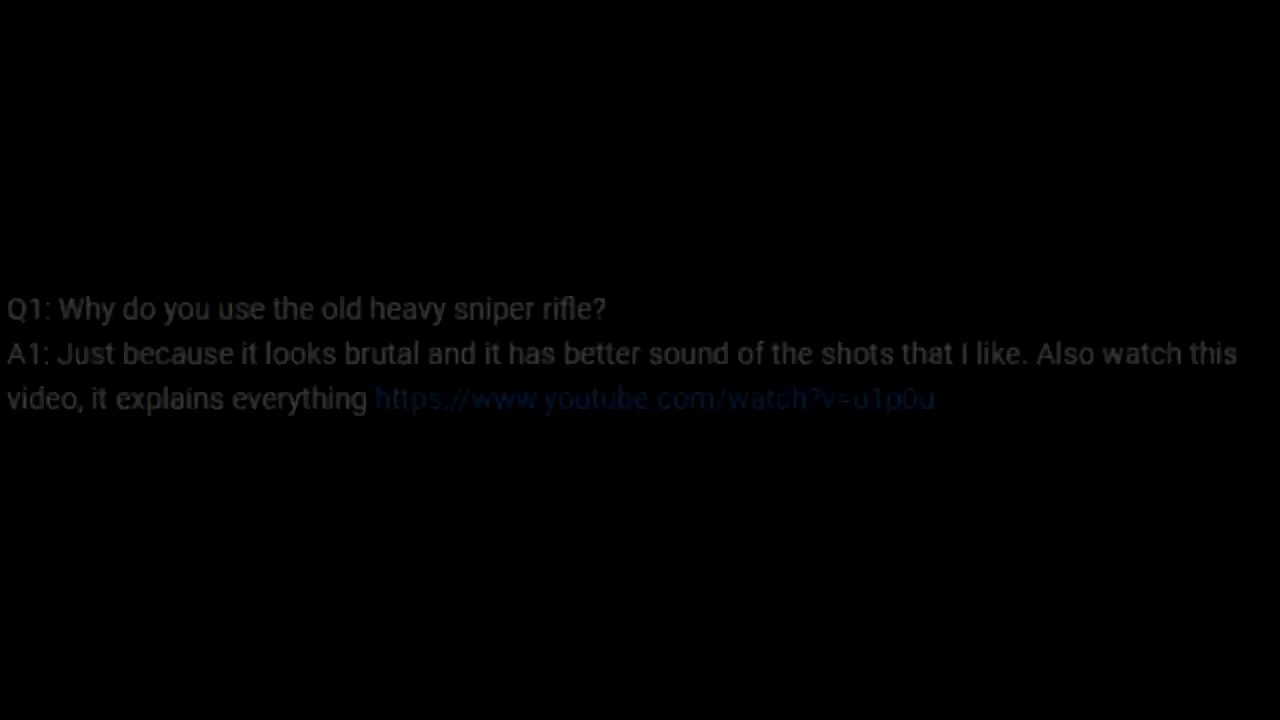 Q1: Why do you use the old heavy sniper rifle?
A1: Just because it looks brutal and it has better sound of the shots that I like. Also watch this
video, it explains everything https://www.youtube.com/watch?v=u1p0u...